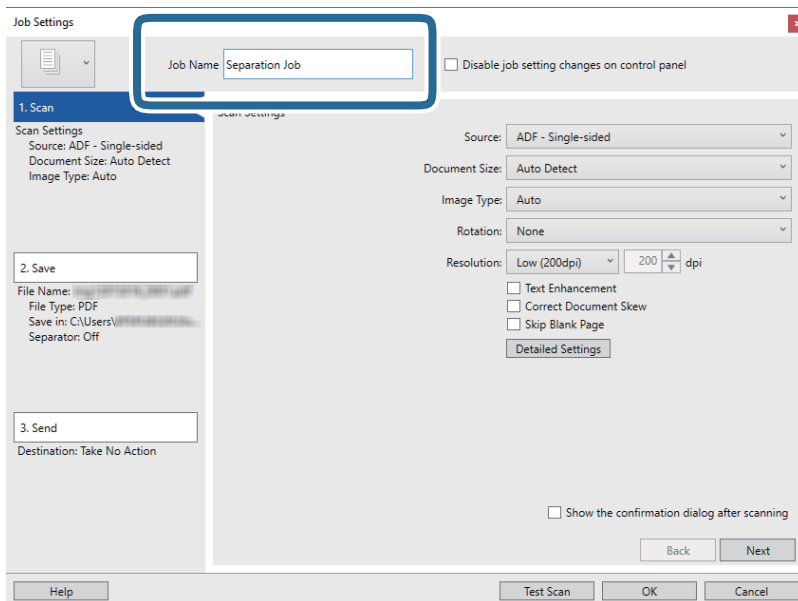 Job Settings
Job Name Separation Job
Disable job setting changes on control panel
1. Scan
Scan Settings
Source: ADF - Single-sided
Document Size: Auto Detect
Image Type: Auto
2. Save
File Name:
File Type: PDF
Save in: C:\Users\
Separator: Off
3. Send
Destination: Take No Action
Scan Settings
Source: ADF - Single-sided
Document Size: Auto Detect
Image Type: Auto
Rotation: None
Resolution: Low (200dpi) 200 dpi
Text Enhancement
Correct Document Skew
Skip Blank Page
Detailed Settings
Show the confirmation dialog after scanning
Back Next
Help Test Scan OK Cancel